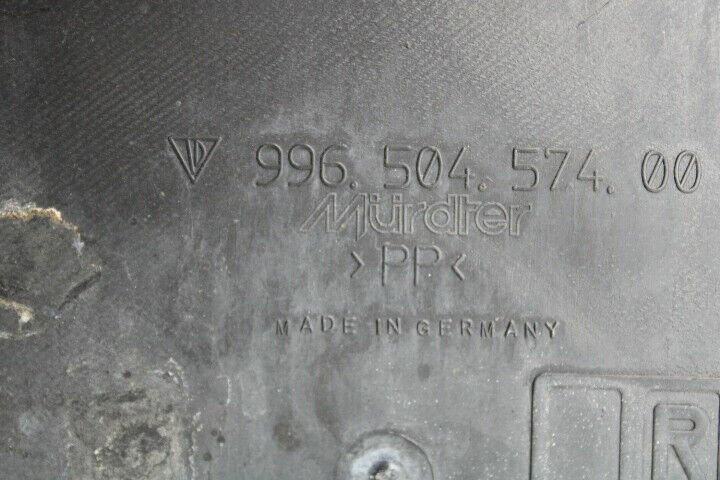 996. 504. 574. 00
Mürdter
>PP<
MADE IN GERMANY
R